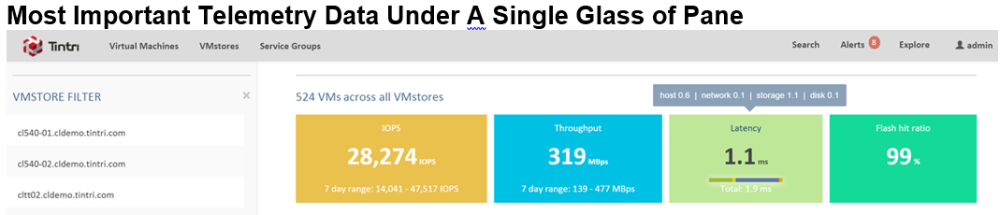 Most Important Telemetry Data Under A Single Glass of Pane
Tintri Virtual Machines VMstores Service Groups Search Alerts 8 Explore admin
VMSTORE FILTER ×
cl540-01.cldemo.tintri.com
cl540-02.cldemo.tintri.com
cltt02.cldemo.tintri.com
524 VMs across all VMstores
host 0.6 | network 0.1 | storage 1.1 | disk 0.1
IOPS
28,274 IOPS
7 day range: 14,041 - 47,517 IOPS
Throughput
319 MBps
7 day range: 139 - 477 MBps
Latency
1.1 ms
Total: 1.9 ms
Flash hit ratio
99 %